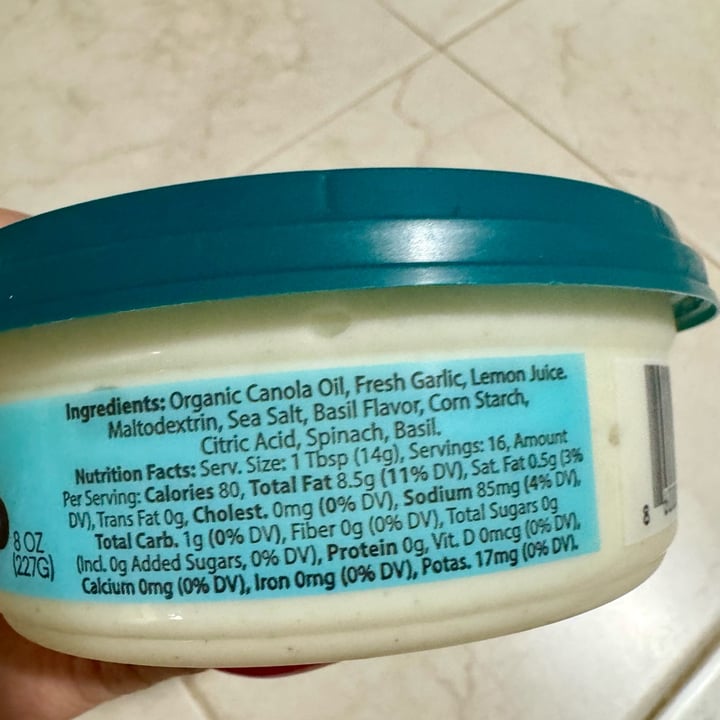 Ingredients: Organic Canola Oil, Fresh Garlic, Lemon Juice.
Maltodextrin, Sea Salt, Basil Flavor, Corn Starch,
Citric Acid, Spinach, Basil.
Nutrition Facts: Serv. Size: 1 Tbsp (14g), Servings: 16, Amount
Per Serving: Calories 80, Total Fat 8.5g (11% DV), Sat. Fat 0.5g (3%
DV), Trans Fat 0g, Cholest. 0mg (0% DV), Sodium 85mg (4% DV),
Total Carb. 1g (0% DV), Fiber 0g (0% DV), Total Sugars 0g
(Incl. 0g Added Sugars, 0% DV), Protein 0g, Vit. D 0mcg (0% DV),
Calcium 0mg (0% DV), Iron 0mg (0% DV), Potas. 17mg (0% DV).
8 OZ
(227G)
8